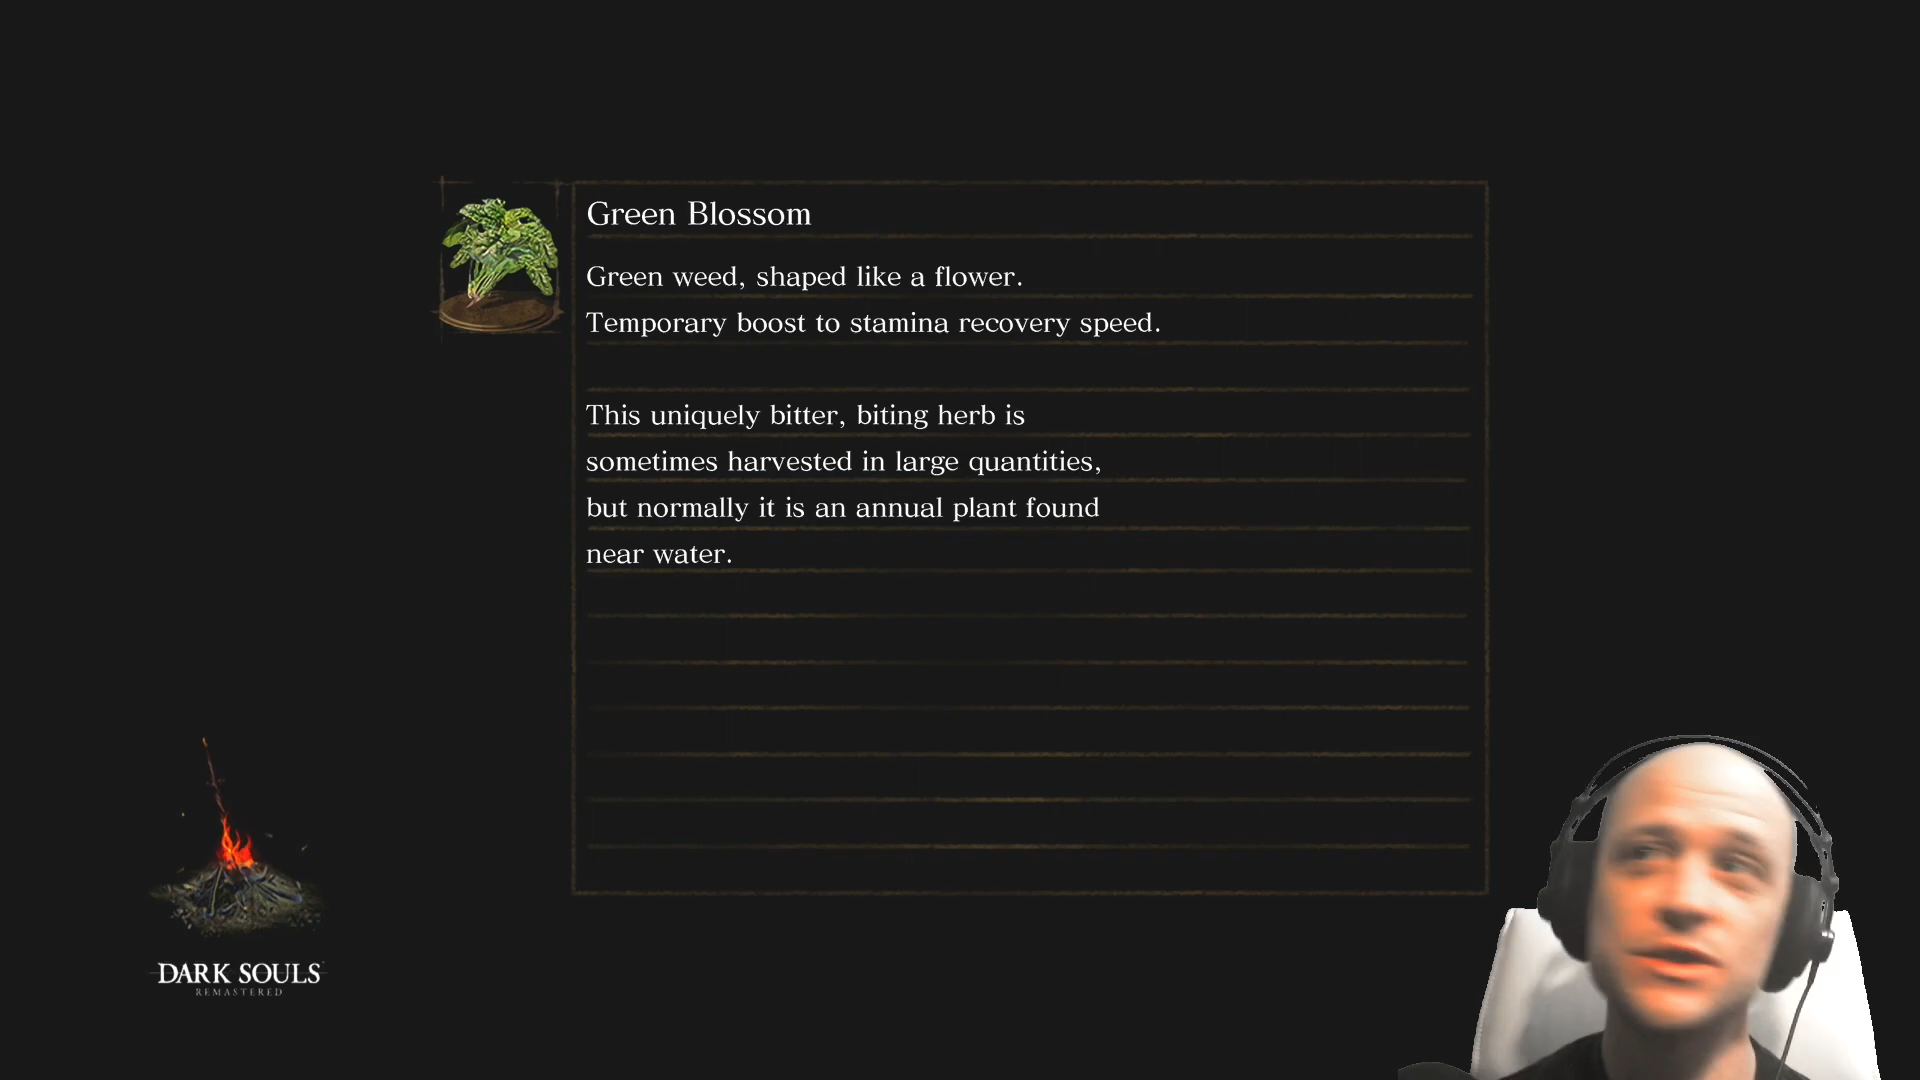 Green Blossom
Green weed, shaped like a flower.
Temporary boost to stamina recovery speed.
This uniquely bitter, biting herb is
sometimes harvested in large quantities,
but normally it is an annual plant found
near water.
DARK SOULS
REMASTERED